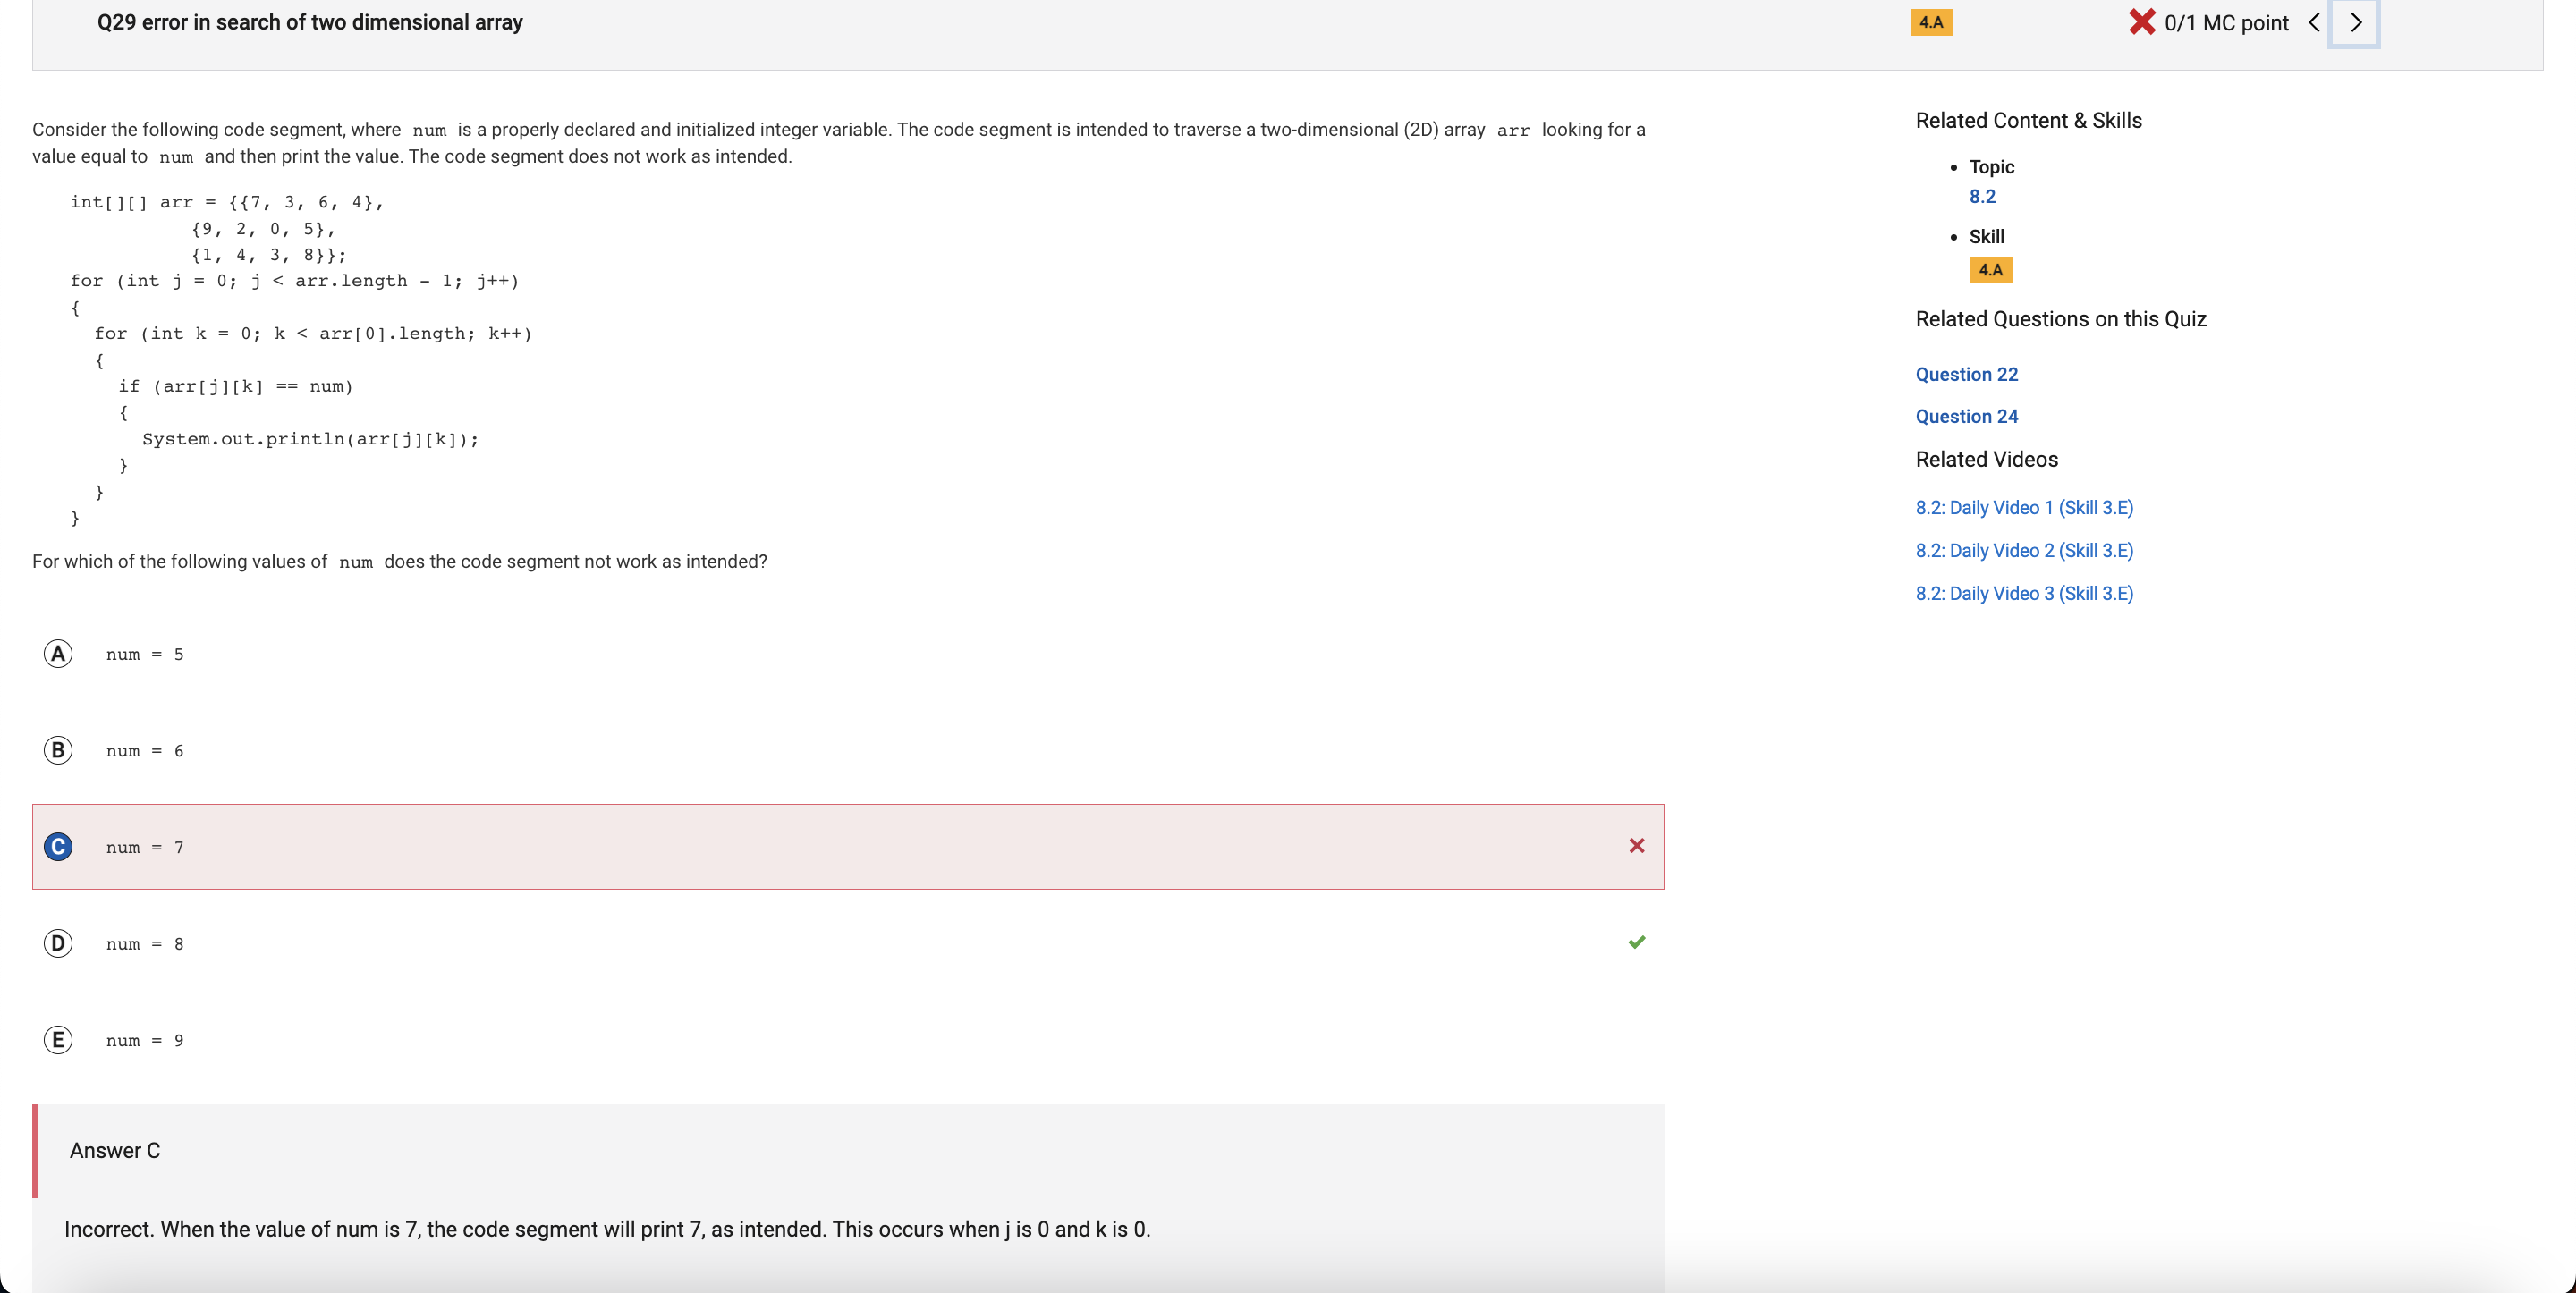 Q29 error in search of two dimensional array
4.A
0/1 MC point
Consider the following code segment, where num is a properly declared and initialized integer variable. The code segment is intended to traverse a two-dimensional (2D) array arr looking for a
value equal to num and then print the value. The code segment does not work as intended.
int[][] arr = {{7, 3, 6, 4},
{9, 2, 0, 5},
{1, 4, 3, 8}};
for (int j = 0; j < arr.length - 1; j++)
{
for (int k = 0; k < arr[0].length; k++)
{
if (arr[j][k] == num)
{
System.out.println(arr[j][k]);
}
}
}
For which of the following values of num does the code segment not work as intended?
A num = 5
B num = 6
C num = 7
D num = 8
E num = 9
Answer C
Incorrect. When the value of num is 7, the code segment will print 7, as intended. This occurs when j is 0 and k is 0.
Related Content & Skills
• Topic
8.2
• Skill
4.A
Related Questions on this Quiz
Question 22
Question 24
Related Videos
8.2: Daily Video 1 (Skill 3.E)
8.2: Daily Video 2 (Skill 3.E)
8.2: Daily Video 3 (Skill 3.E)